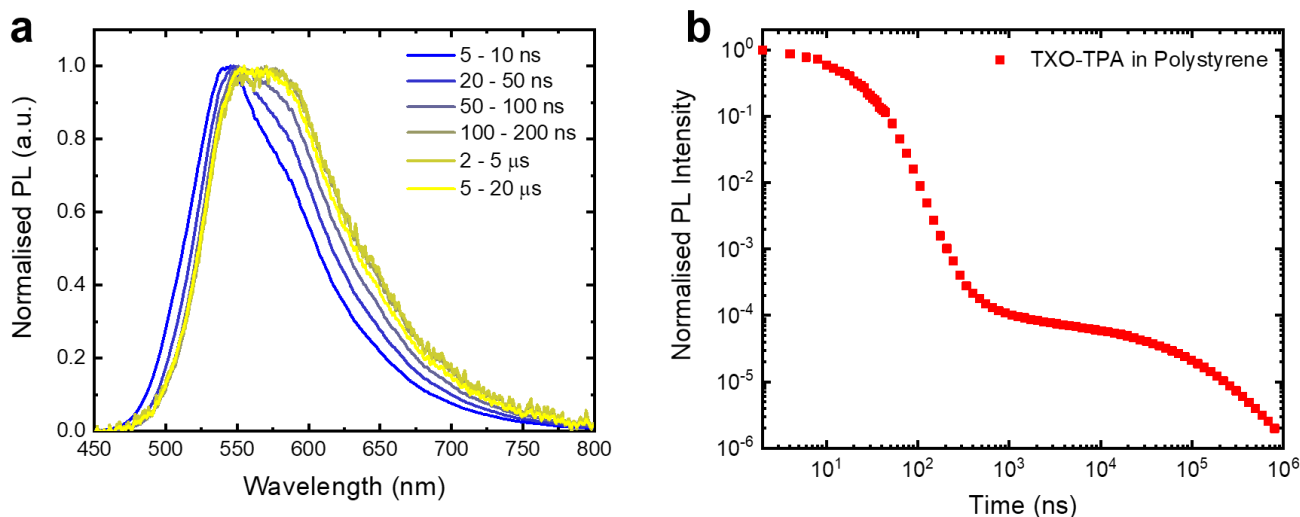 a
5 - 10 ns
20 - 50 ns
50 - 100 ns
100 - 200 ns
2 - 5 μs
5 - 20 μs
1.0
0.8
0.6
0.4
0.2
0.0
450 500 550 600 650 700 750 800
Normalised PL (a.u.)
Wavelength (nm)
b
TXO-TPA in Polystyrene
10⁰
10⁻¹
10⁻²
10⁻³
10⁻⁴
10⁻⁵
10⁻⁶
10¹ 10² 10³ 10⁴ 10⁵ 10⁶
Normalised PL Intensity
Time (ns)